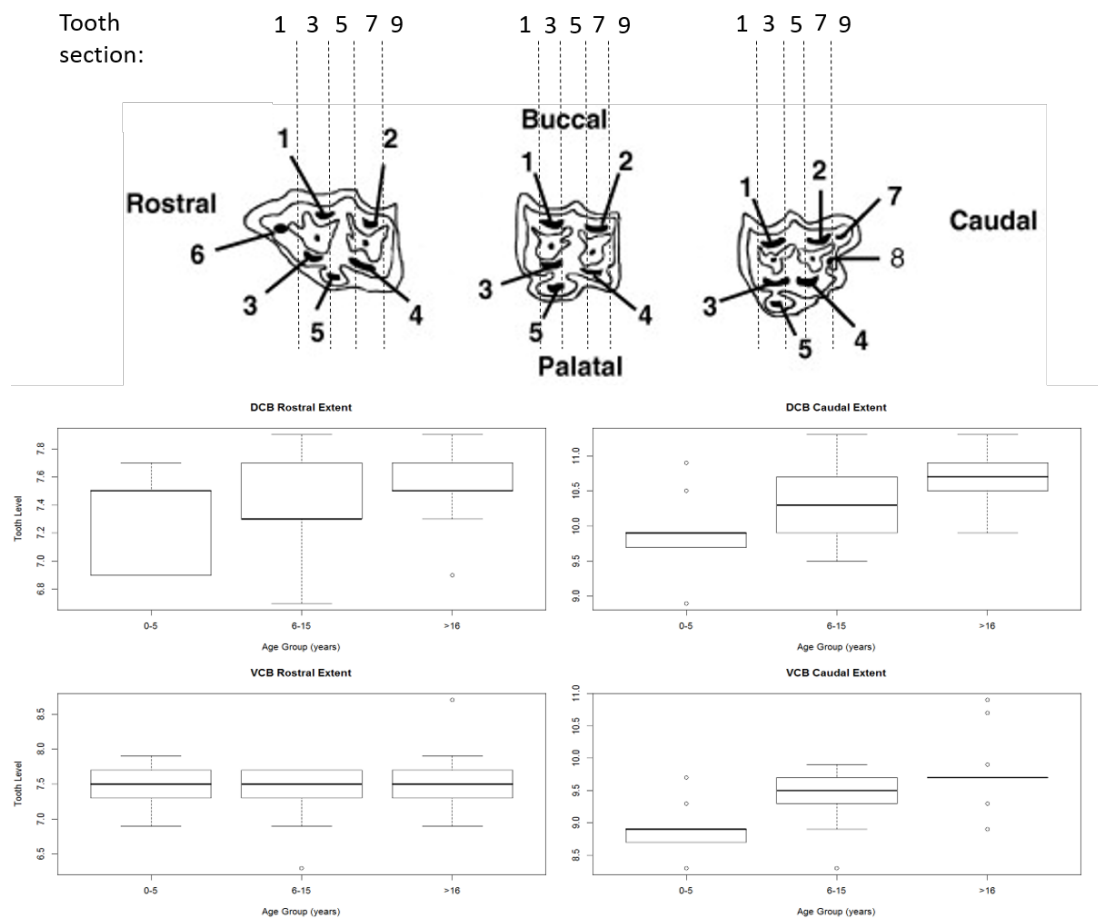 Tooth section:
1 3 5 7 9
1 3 5 7 9
1 3 5 7 9
Buccal
Rostral
Caudal
Palatal
1 2 6 3 5 4
1 2 3 5 4
1 2 7 8 3 5 4
DCB Rostral Extent
Tooth Level
7.8
7.6
7.4
7.2
7.0
6.8
0-5
6-15
>16
Age Group (years)
DCB Caudal Extent
11.0
10.5
10.0
9.5
9.0
0-5
6-15
>16
Age Group (years)
VCB Rostral Extent
Tooth Level
8.5
8.0
7.5
7.0
6.5
0-5
6-15
>16
Age Group (years)
VCB Caudal Extent
11.0
10.5
10.0
9.5
9.0
8.5
0-5
6-15
>16
Age Group (years)